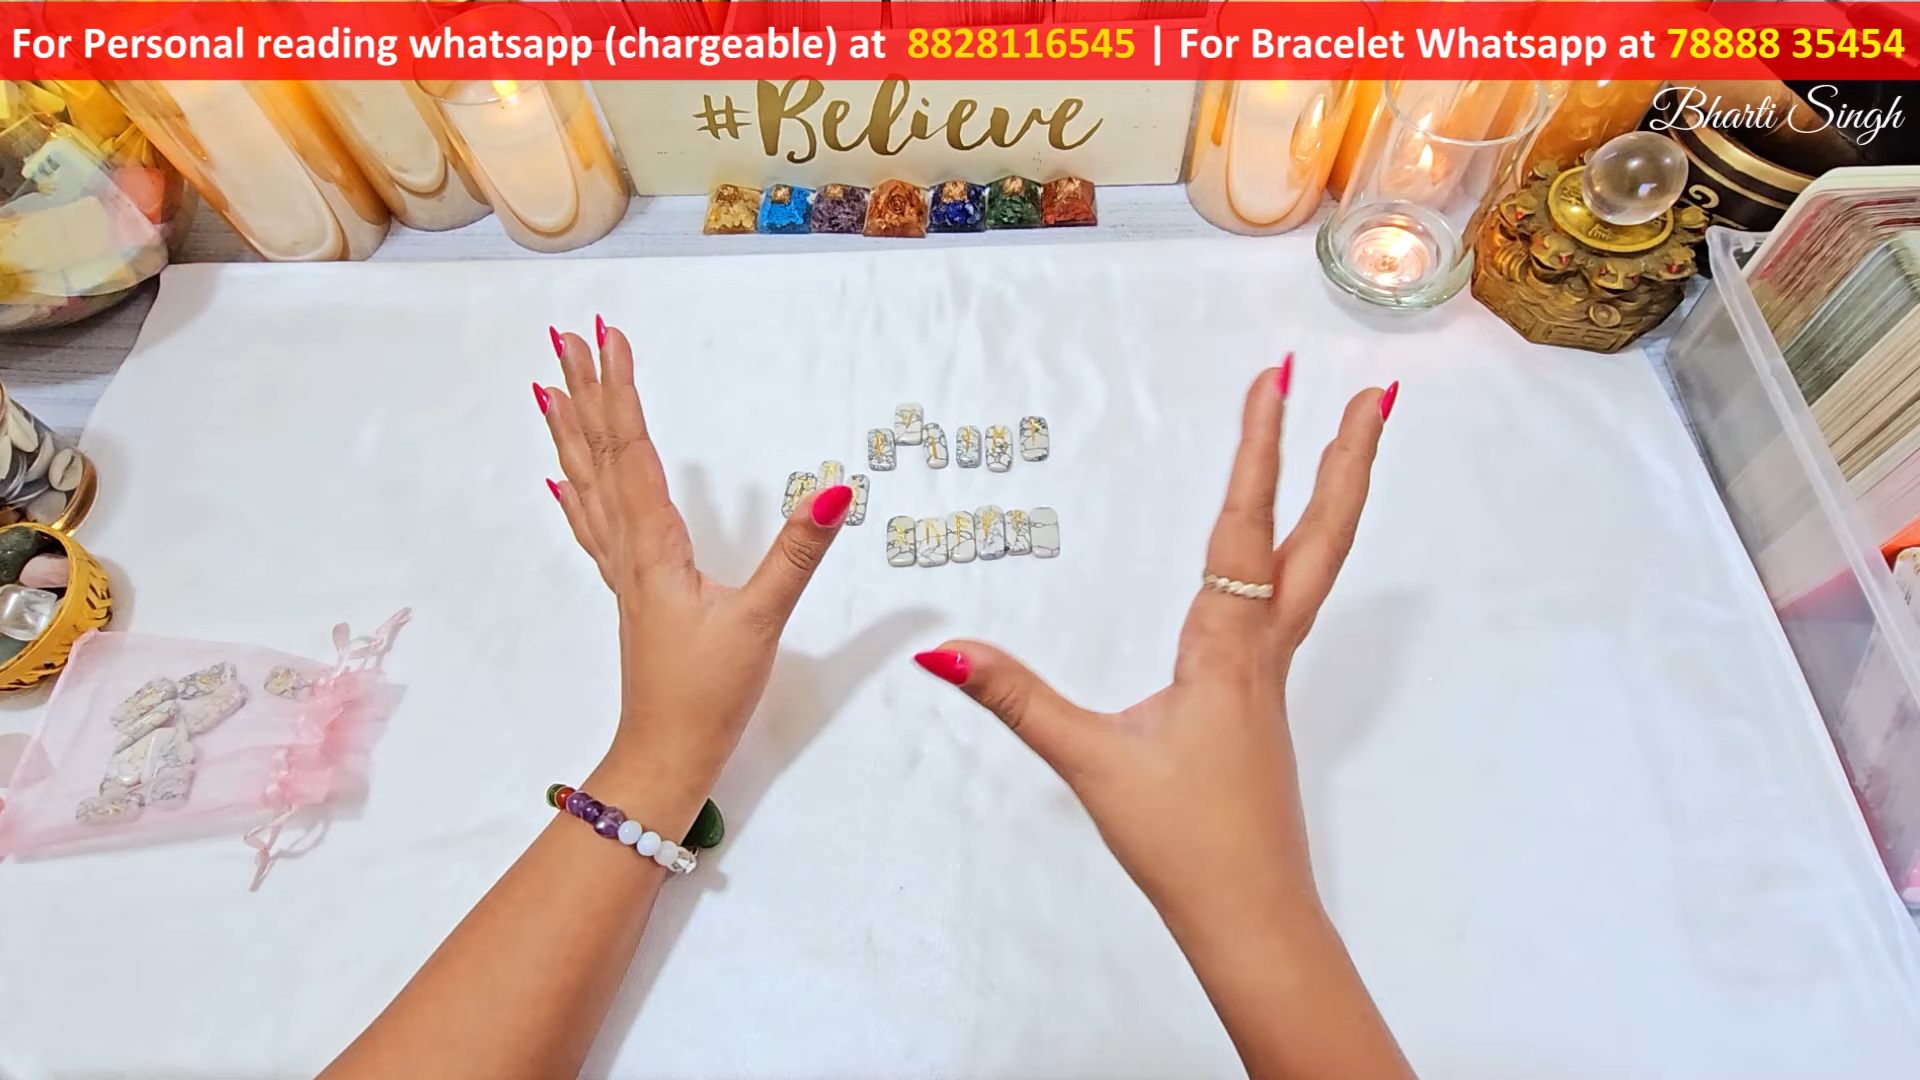 For Personal reading whatsapp (chargeable) at 8828116545 | For Bracelet Whatsapp at 78888 35454
#Believe
Bharti Singh